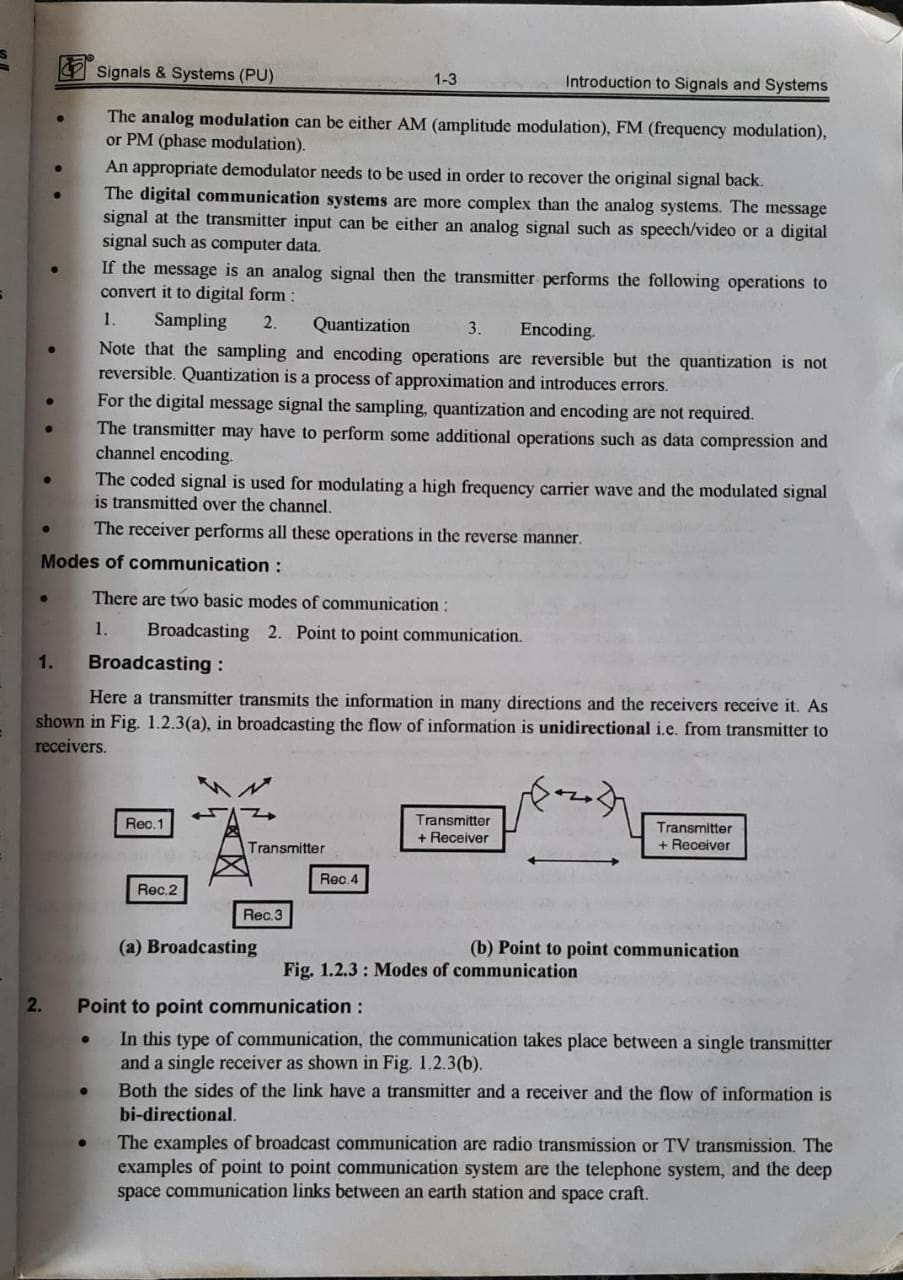 Signals & Systems (PU) 1-3 Introduction to Signals and Systems
• The analog modulation can be either AM (amplitude modulation), FM (frequency modulation),
or PM (phase modulation).
• An appropriate demodulator needs to be used in order to recover the original signal back.
• The digital communication systems are more complex than the analog systems. The message
signal at the transmitter input can be either an analog signal such as speech/video or a digital
signal such as computer data.
• If the message is an analog signal then the transmitter performs the following operations to
convert it to digital form :
1. Sampling 2. Quantization 3. Encoding.
• Note that the sampling and encoding operations are reversible but the quantization is not
reversible. Quantization is a process of approximation and introduces errors.
• For the digital message signal the sampling, quantization and encoding are not required.
• The transmitter may have to perform some additional operations such as data compression and
channel encoding.
• The coded signal is used for modulating a high frequency carrier wave and the modulated signal
is transmitted over the channel.
• The receiver performs all these operations in the reverse manner.
Modes of communication :
• There are two basic modes of communication :
1. Broadcasting 2. Point to point communication.
1. Broadcasting :
Here a transmitter transmits the information in many directions and the receivers receive it. As
shown in Fig. 1.2.3(a), in broadcasting the flow of information is unidirectional i.e. from transmitter to
receivers.
Rec.1
Transmitter
Rec.2
Rec.4
Rec.3
Transmitter
+ Receiver
Transmitter
+ Receiver
(a) Broadcasting (b) Point to point communication
Fig. 1.2.3 : Modes of communication
2. Point to point communication :
• In this type of communication, the communication takes place between a single transmitter
and a single receiver as shown in Fig. 1.2.3(b).
• Both the sides of the link have a transmitter and a receiver and the flow of information is
bi-directional.
• The examples of broadcast communication are radio transmission or TV transmission. The
examples of point to point communication system are the telephone system, and the deep
space communication links between an earth station and space craft.